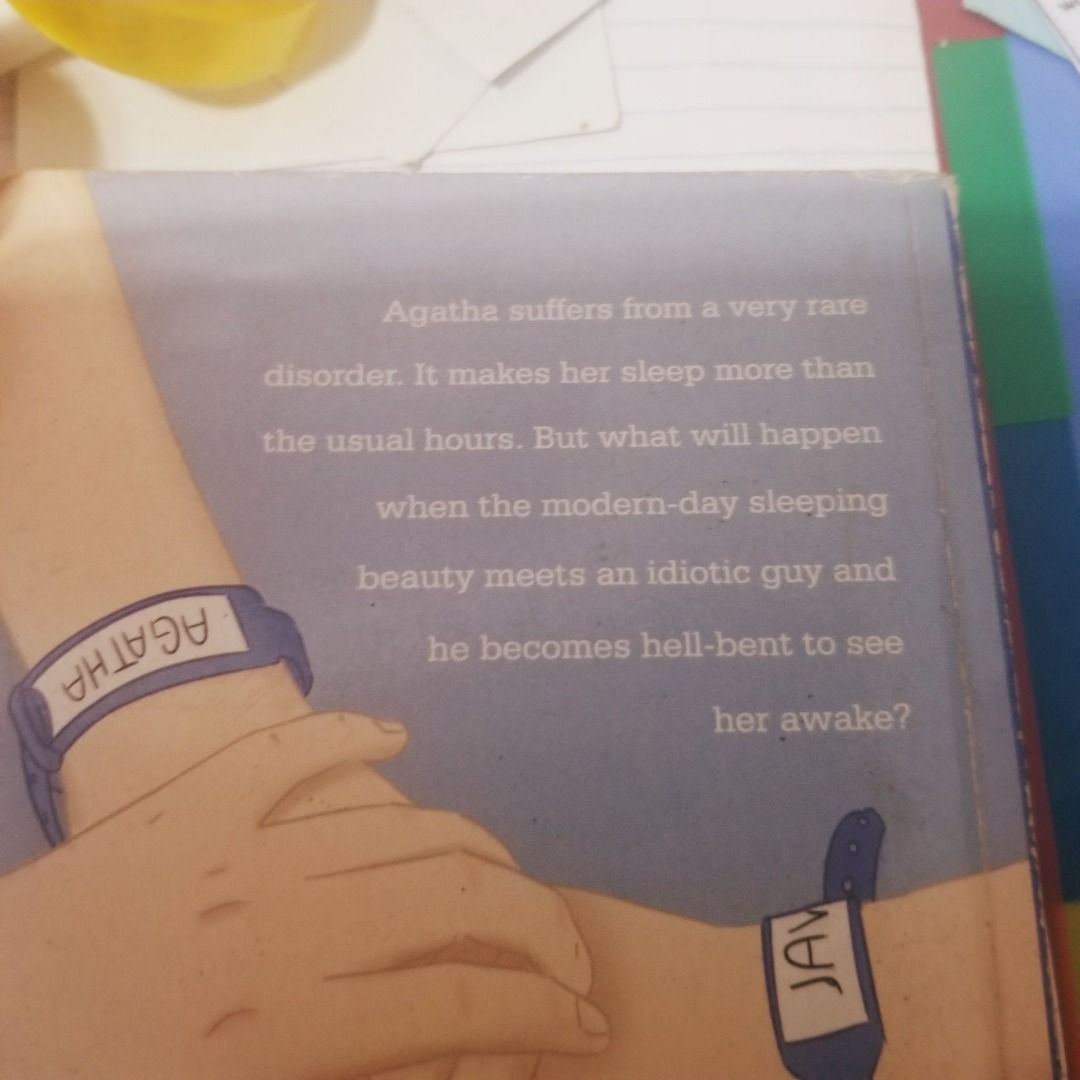 Agatha suffers from a very rare
disorder. It makes her sleep more than
the usual hours. But what will happen
when the modern-day sleeping
beauty meets an idiotic guy and
he becomes hell-bent to see
her awake?
AGATHA
JAV